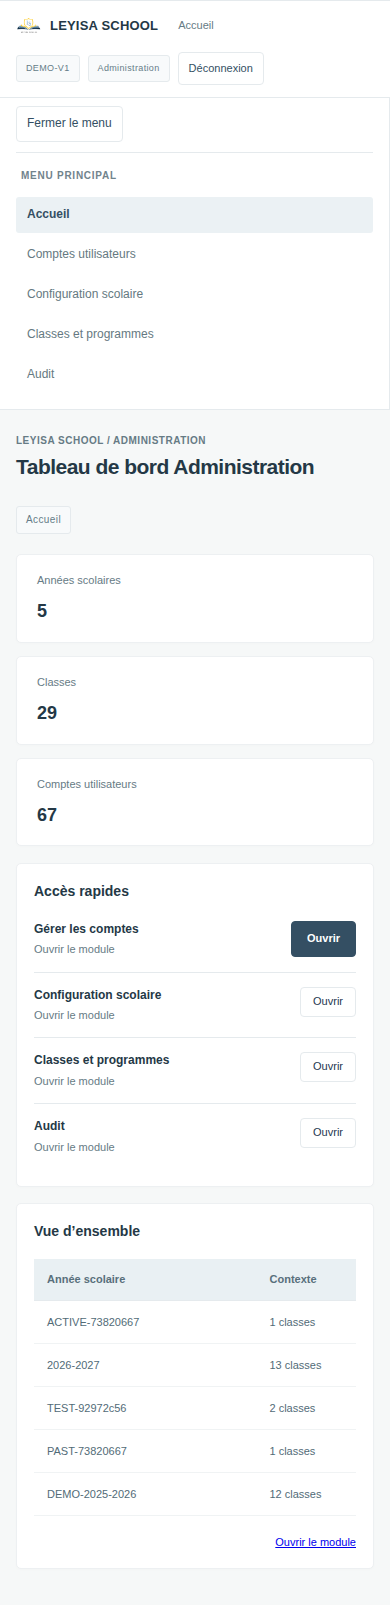 LEYISA SCHOOL
Accueil
DEMO-V1
Administration
Déconnexion
Fermer le menu
MENU PRINCIPAL
Accueil
Comptes utilisateurs
Configuration scolaire
Classes et programmes
Audit
LEYISA SCHOOL / ADMINISTRATION
Tableau de bord Administration
Accueil
Années scolaires
5
Classes
29
Comptes utilisateurs
67
Accès rapides
Gérer les comptes
Ouvrir le module
Ouvrir
Configuration scolaire
Ouvrir le module
Ouvrir
Classes et programmes
Ouvrir le module
Ouvrir
Audit
Ouvrir le module
Ouvrir
Vue d’ensemble
Année scolaire Contexte
ACTIVE-73820667 1 classes
2026-2027 13 classes
TEST-92972c56 2 classes
PAST-73820667 1 classes
DEMO-2025-2026 12 classes
Ouvrir le module